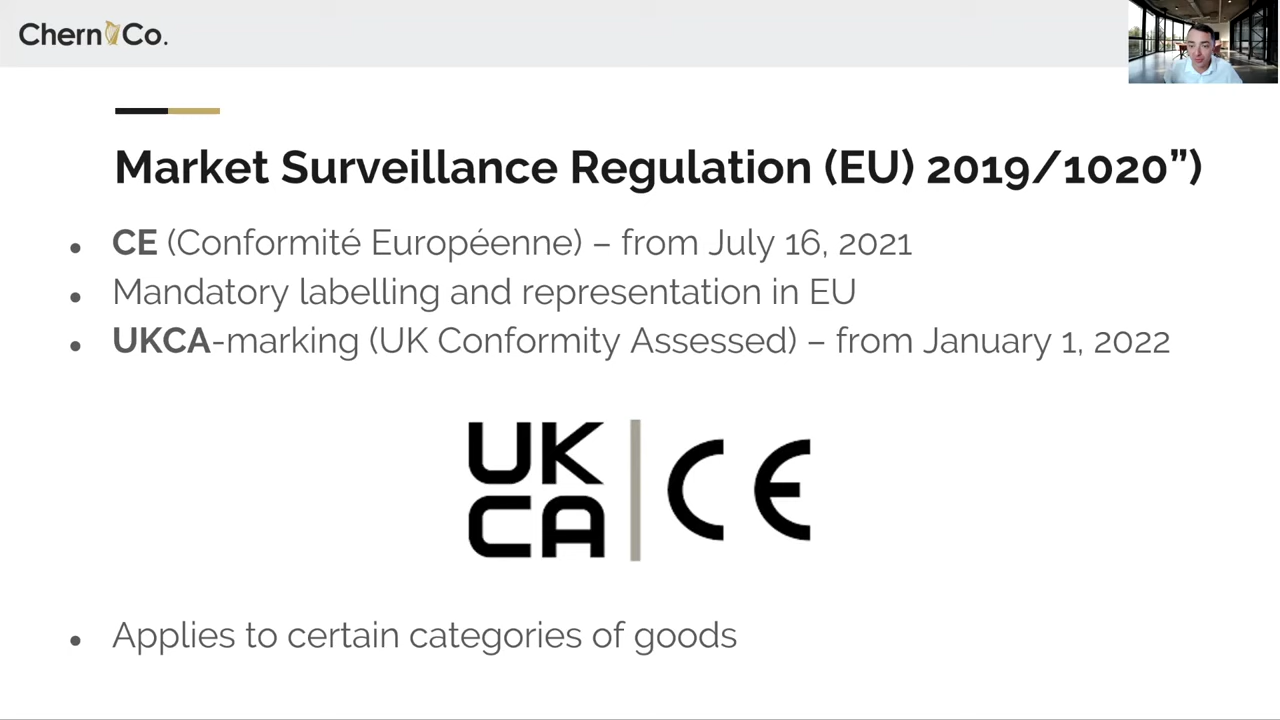 Chern Co.
Market Surveillance Regulation (EU) 2019/1020”)
● CE (Conformité Européenne) – from July 16, 2021
● Mandatory labelling and representation in EU
● UKCA-marking (UK Conformity Assessed) – from January 1, 2022
UK
CA
CE
● Applies to certain categories of goods